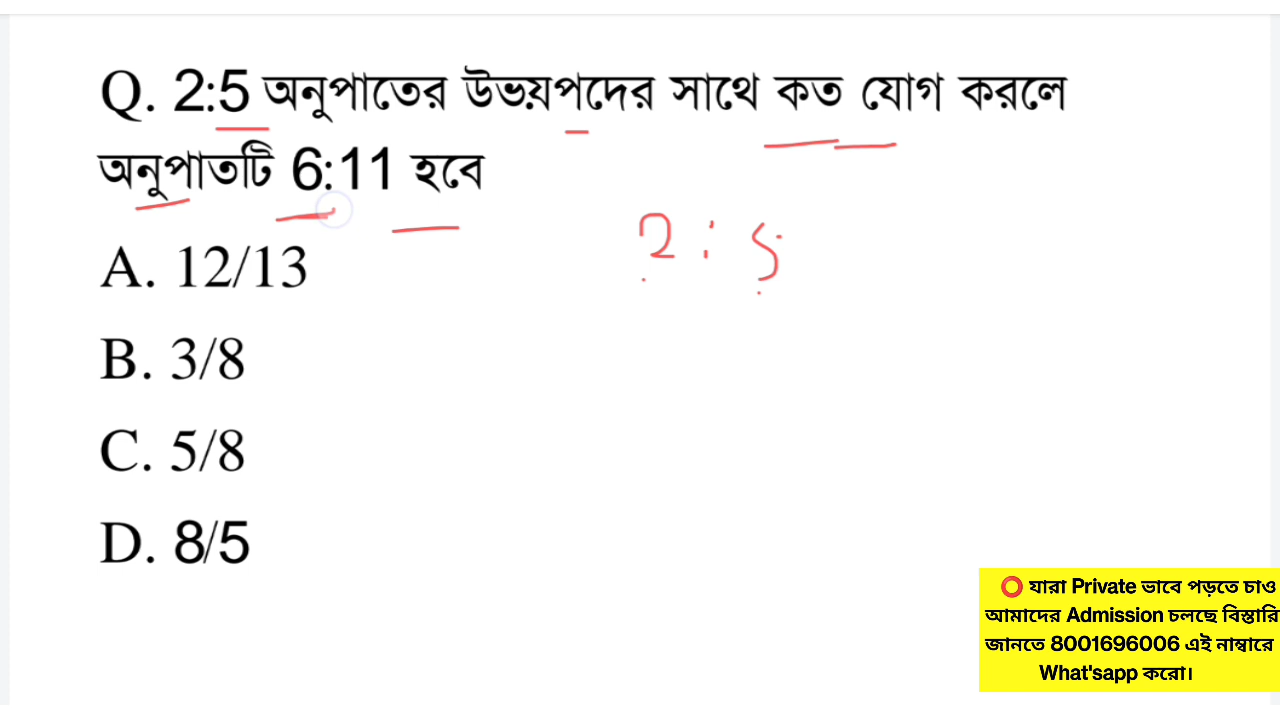 Q. 2:5 অনুপাতের উভয়পদের সাথে কত যোগ করলে
অনুপাতটি 6:11 হবে
2 : 5
A. 12/13
B. 3/8
C. 5/8
D. 8/5
⭕ যারা Private ভাবে পড়তে চাও
আমাদের Admission চলছে বিস্তারি
জানতে 8001696006 এই নাম্বারে
What'sapp করো।